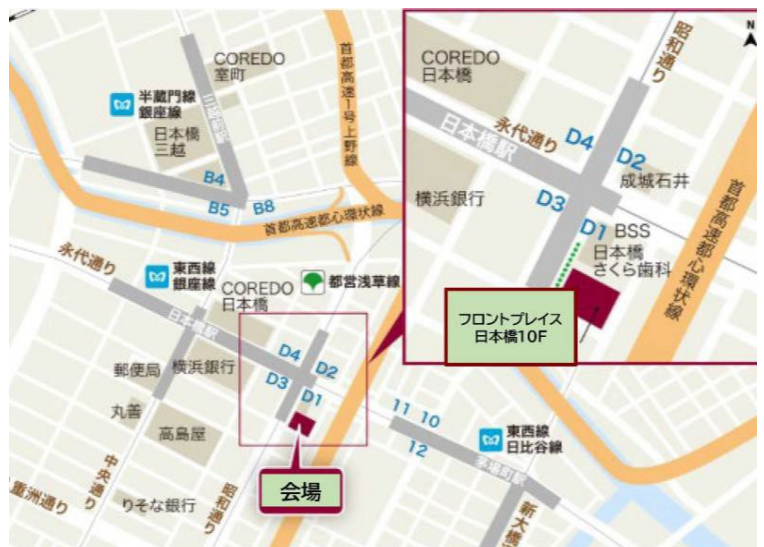 COREDO
室町
半蔵門線
銀座線
日本橋
三越
三越前駅
首都高速1号上野線
B4
B5
B8
首都高速都心環状線
永代通り
東西線
銀座線
COREDO
日本橋
都営浅草線
日本橋駅
郵便局
横浜銀行
D4
D2
D3
D1
丸善
高島屋
11
10
12
東西線
日比谷線
茅場町駅
会場
中央通り
八重洲通り
りそな銀行
昭和通り
新大橋
COREDO
日本橋
昭和通り
N
永代通り
日本橋駅
D4
D2
成城石井
横浜銀行
D3
D1
BSS
日本橋
さくら歯科
首都高速都心環状線
フロントプレイス
日本橋10F